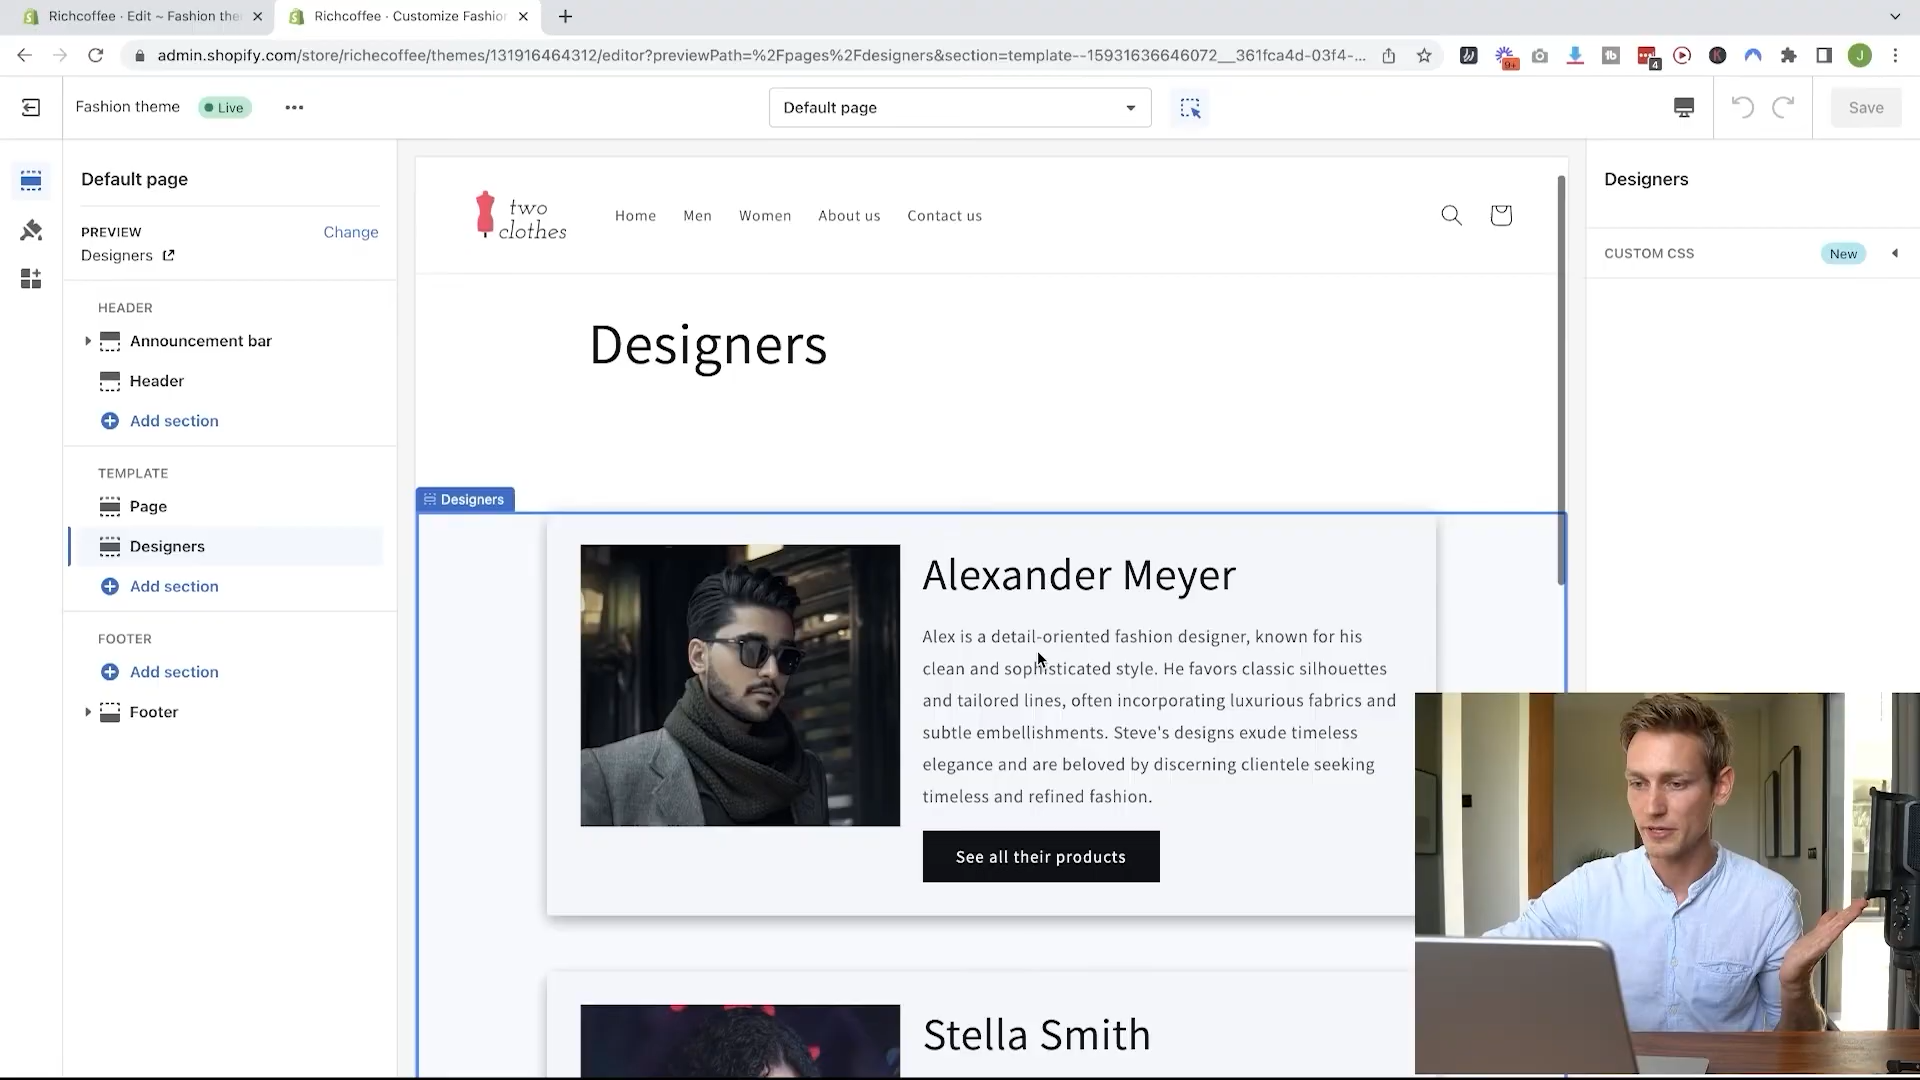 Richcoffee · Edit ~ Fashion the
Richcoffee · Customize Fashion
admin.shopify.com/store/richecoffee/themes/131916464312/editor?previewPath=%2Fpages%2Fdesigners&section=template--15931636646072__361fca4d-03f4-...
9+
4
J
Fashion theme
Live
Default page
Save
Default page
PREVIEW
Change
Designers
HEADER
Announcement bar
Header
Add section
TEMPLATE
Page
Designers
Add section
FOOTER
Add section
Footer
two
clothes
Home
Men
Women
About us
Contact us
Designers
Designers
Alexander Meyer
Alex is a detail-oriented fashion designer, known for his
clean and sophisticated style. He favors classic silhouettes
and tailored lines, often incorporating luxurious fabrics and
subtle embellishments. Steve's designs exude timeless
elegance and are beloved by discerning clientele seeking
timeless and refined fashion.
See all their products
Stella Smith
Designers
CUSTOM CSS
New